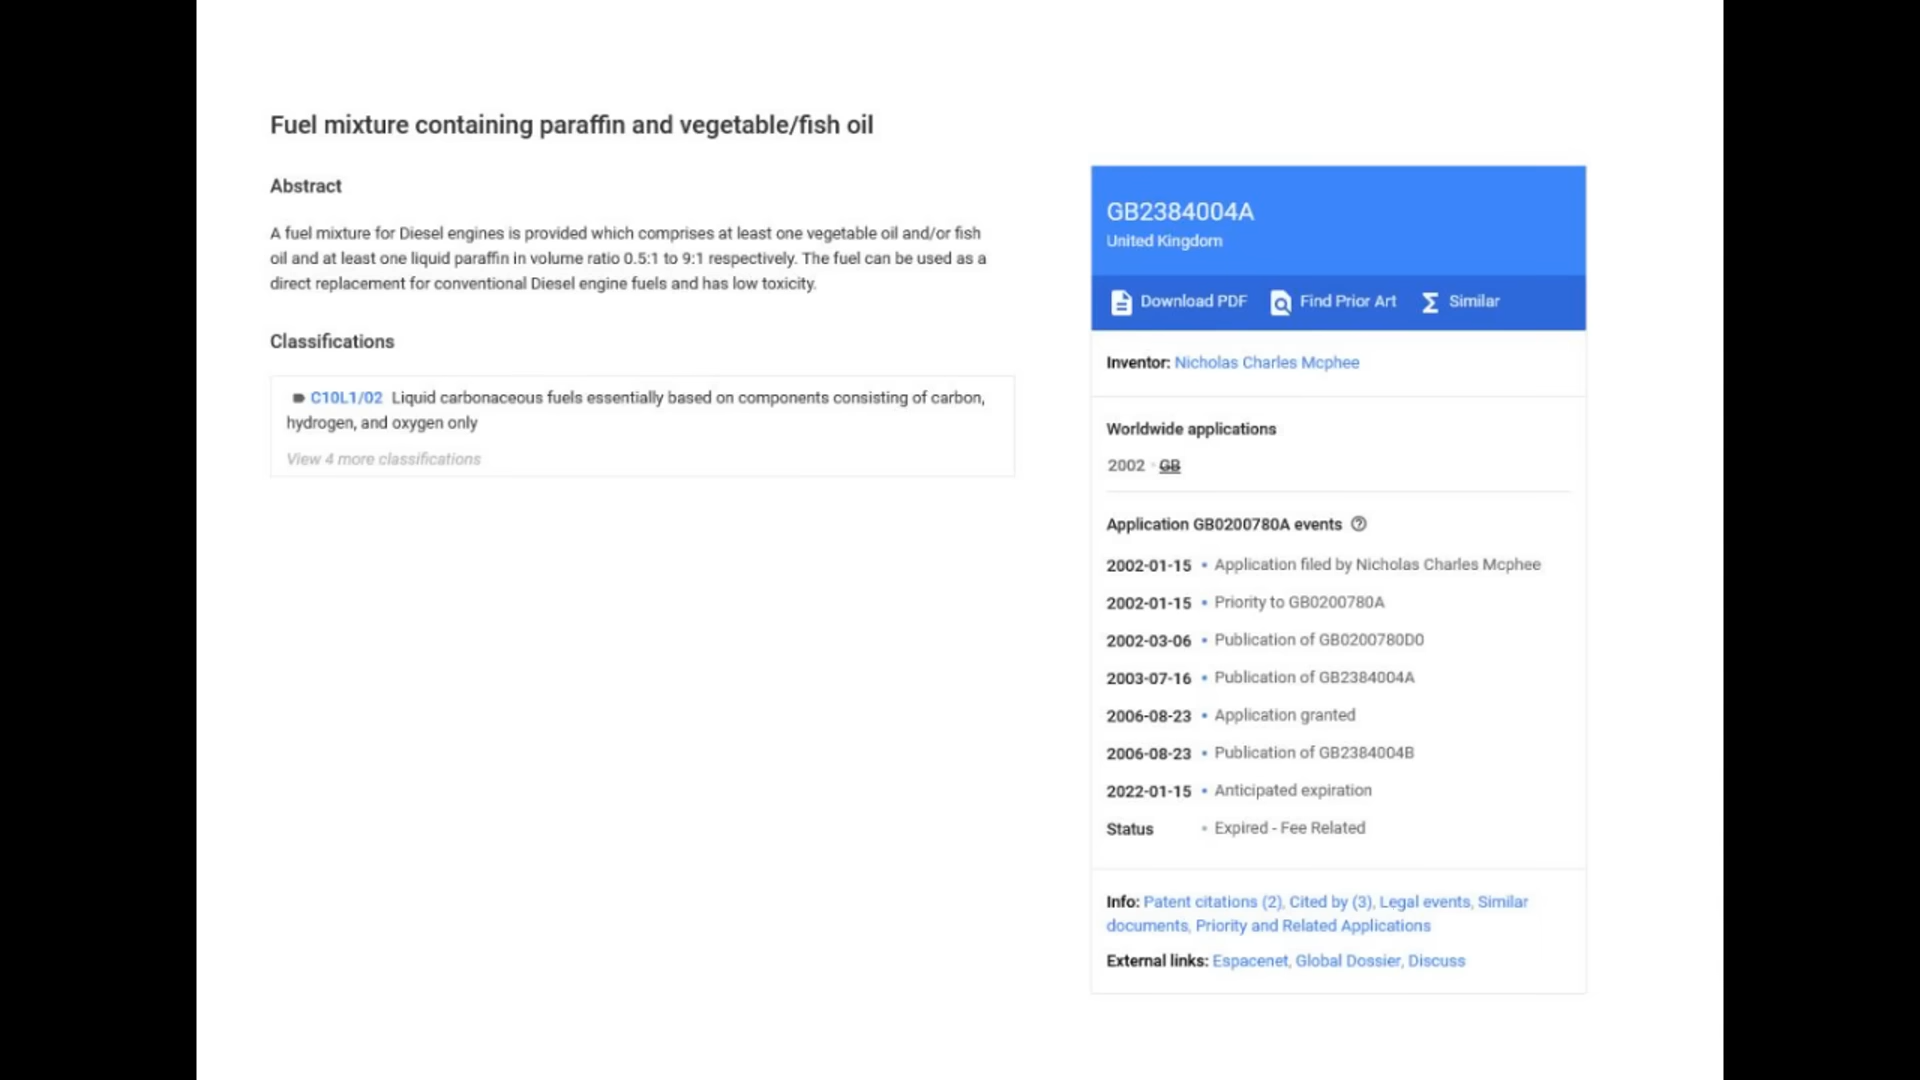 Fuel mixture containing paraffin and vegetable/fish oil
Abstract
A fuel mixture for Diesel engines is provided which comprises at least one vegetable oil and/or fish
oil and at least one liquid paraffin in volume ratio 0.5:1 to 9:1 respectively. The fuel can be used as a
direct replacement for conventional Diesel engine fuels and has low toxicity.
Classifications
C10L1/02 Liquid carbonaceous fuels essentially based on components consisting of carbon,
hydrogen, and oxygen only
View 4 more classifications
GB2384004A
United Kingdom
Download PDF Find Prior Art Similar
Inventor: Nicholas Charles Mcphee
Worldwide applications
2002 GB
Application GB0200780A events
2002-01-15 • Application filed by Nicholas Charles Mcphee
2002-01-15 • Priority to GB0200780A
2002-03-06 • Publication of GB0200780D0
2003-07-16 • Publication of GB2384004A
2006-08-23 • Application granted
2006-08-23 • Publication of GB2384004B
2022-01-15 • Anticipated expiration
Status • Expired - Fee Related
Info: Patent citations (2), Cited by (3), Legal events, Similar
documents, Priority and Related Applications
External links: Espacenet, Global Dossier, Discuss